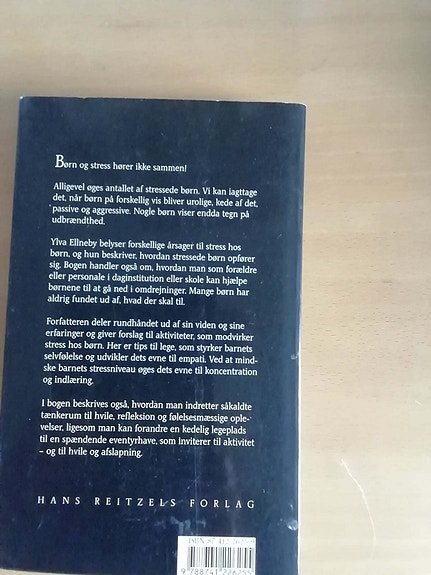 Børn og stress hører ikke sammen!
Alligevel øges antallet af stressede børn. Vi kan iagttage
det, når børn på forskellig vis bliver urolige, kede af det,
passive og aggressive. Nogle børn viser endda tegn på
udbrændthed.
Ylva Ellneby belyser forskellige årsager til stress hos
børn, og hun beskriver, hvordan stressede børn opfører
sig. Bogen handler også om, hvordan man som forældre
eller personale i daginstitution eller skole kan hjælpe
børnene til at gå ned i omdrejninger. Mange børn har
aldrig fundet ud af, hvad der skal til.
Forfatteren deler rundhåndet ud af sin viden og sine
erfaringer og giver forslag til aktiviteter, som modvirker
stress hos børn. Her er tips til lege, som styrker barnets
selvfølelse og udvikler dets evne til empati. Ved at mind-
ske barnets stressniveau øges dets evne til koncentration
og indlæring.
I bogen beskrives også, hvordan man indretter såkaldte
tænkerum til hvile, refleksion og følelsesmæssige ople-
velser, ligesom man kan forandre en kedelig legeplads
til en spændende eventyrhave, som inviterer til aktivitet
– og til hvile og afslapning.
HANS REITZELS FORLAG
ISBN 87-412-2625-9
9 788741 226255